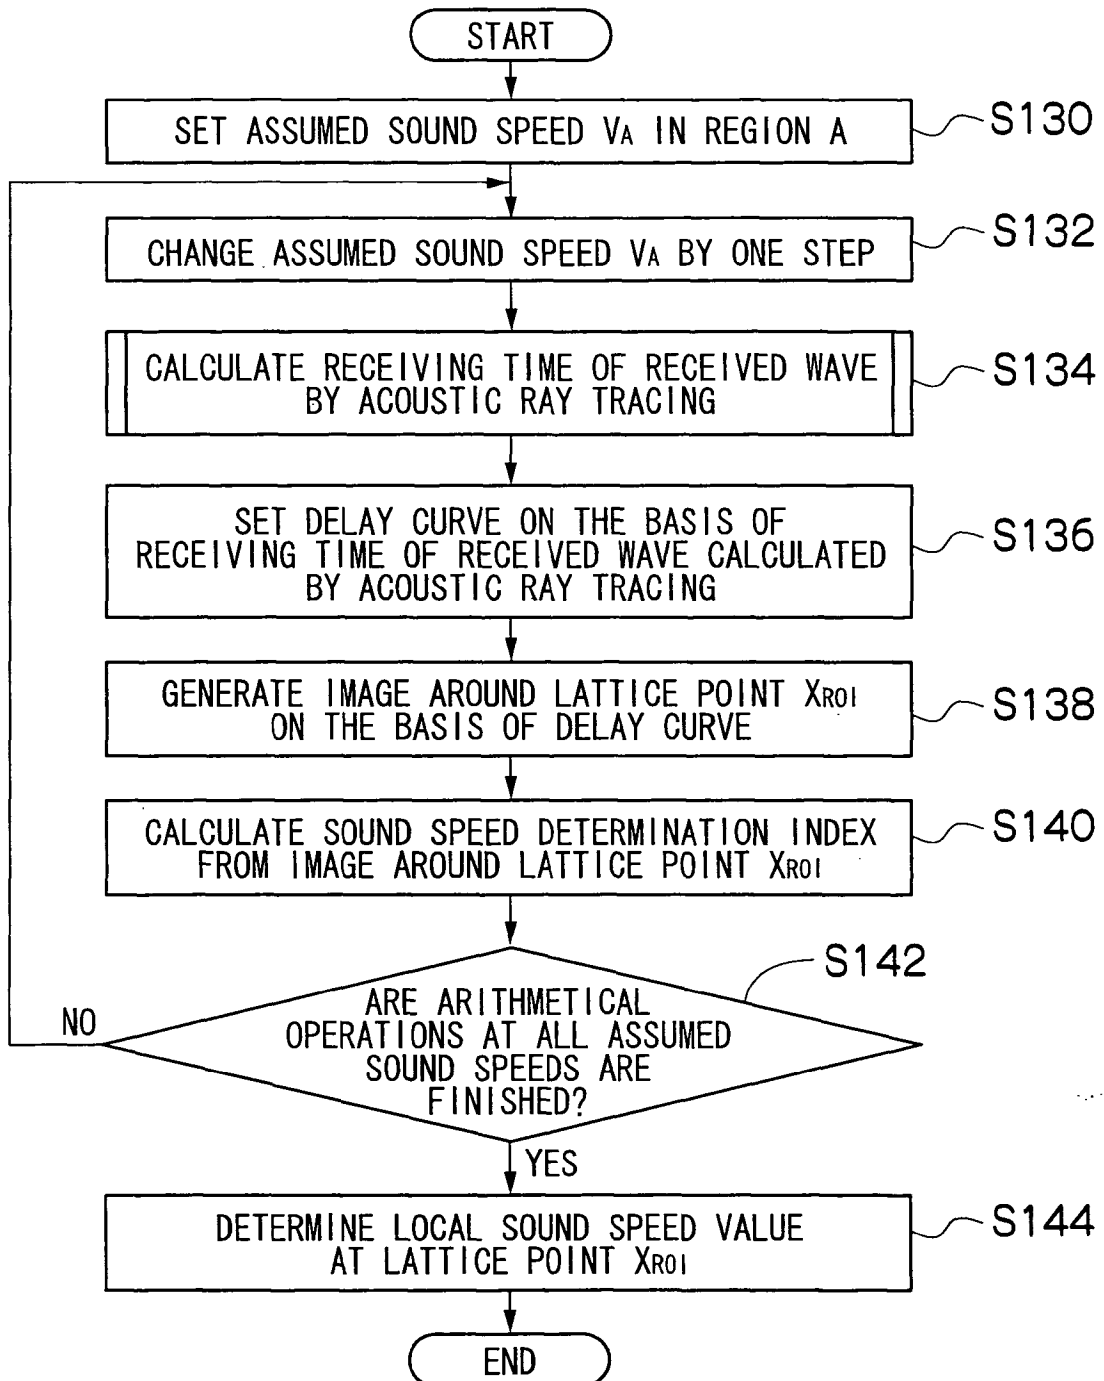 START
SET ASSUMED SOUND SPEED VA IN REGION A
S130
CHANGE ASSUMED SOUND SPEED VA BY ONE STEP
S132
CALCULATE RECEIVING TIME OF RECEIVED WAVE
BY ACOUSTIC RAY TRACING
S134
SET DELAY CURVE ON THE BASIS OF
RECEIVING TIME OF RECEIVED WAVE CALCULATED
BY ACOUSTIC RAY TRACING
S136
GENERATE IMAGE AROUND LATTICE POINT XROI
ON THE BASIS OF DELAY CURVE
S138
CALCULATE SOUND SPEED DETERMINATION INDEX
FROM IMAGE AROUND LATTICE POINT XROI
S140
S142
ARE ARITHMETICAL
OPERATIONS AT ALL ASSUMED
SOUND SPEEDS ARE
FINISHED?
NO
YES
DETERMINE LOCAL SOUND SPEED VALUE
AT LATTICE POINT XROI
S144
END